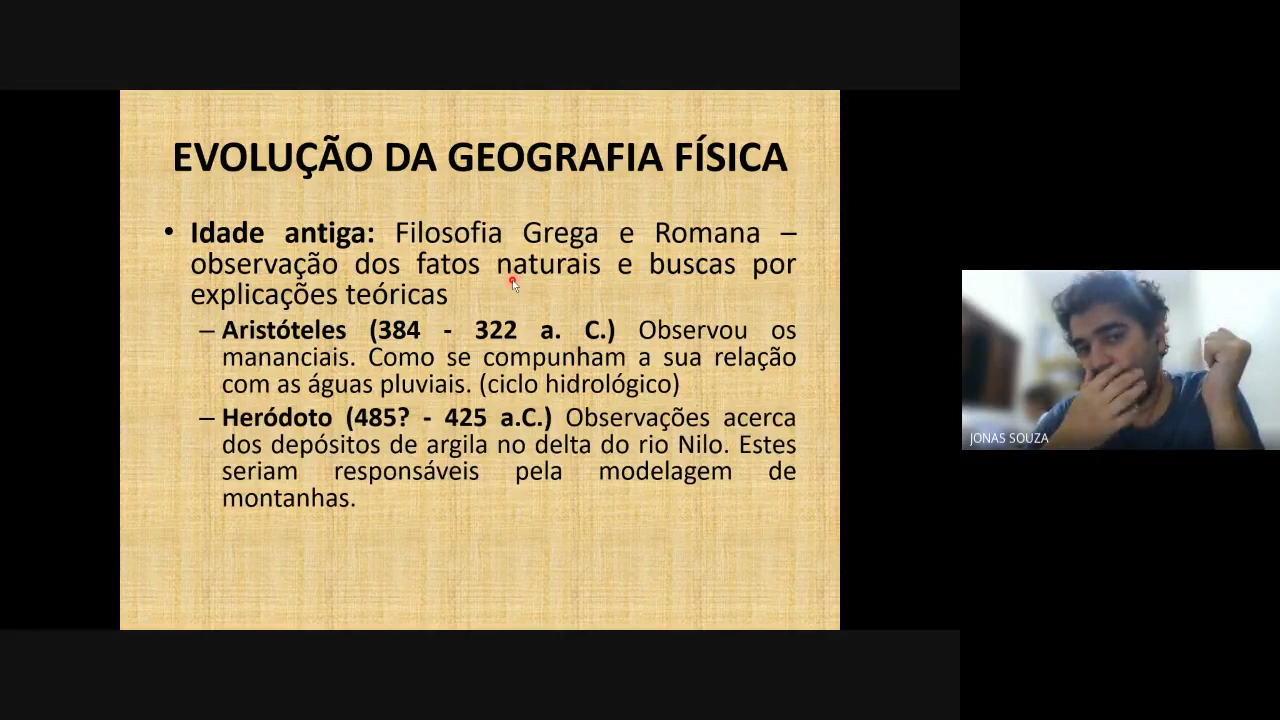 EVOLUÇÃO DA GEOGRAFIA FÍSICA
• Idade antiga: Filosofia Grega e Romana –
observação dos fatos naturais e buscas por
explicações teóricas
– Aristóteles (384 - 322 a. C.) Observou os
mananciais. Como se compunham a sua relação
com as águas pluviais. (ciclo hidrológico)
– Heródoto (485? - 425 a.C.) Observações acerca
dos depósitos de argila no delta do rio Nilo. Estes
seriam responsáveis pela modelagem de
montanhas.
JONAS SOUZA